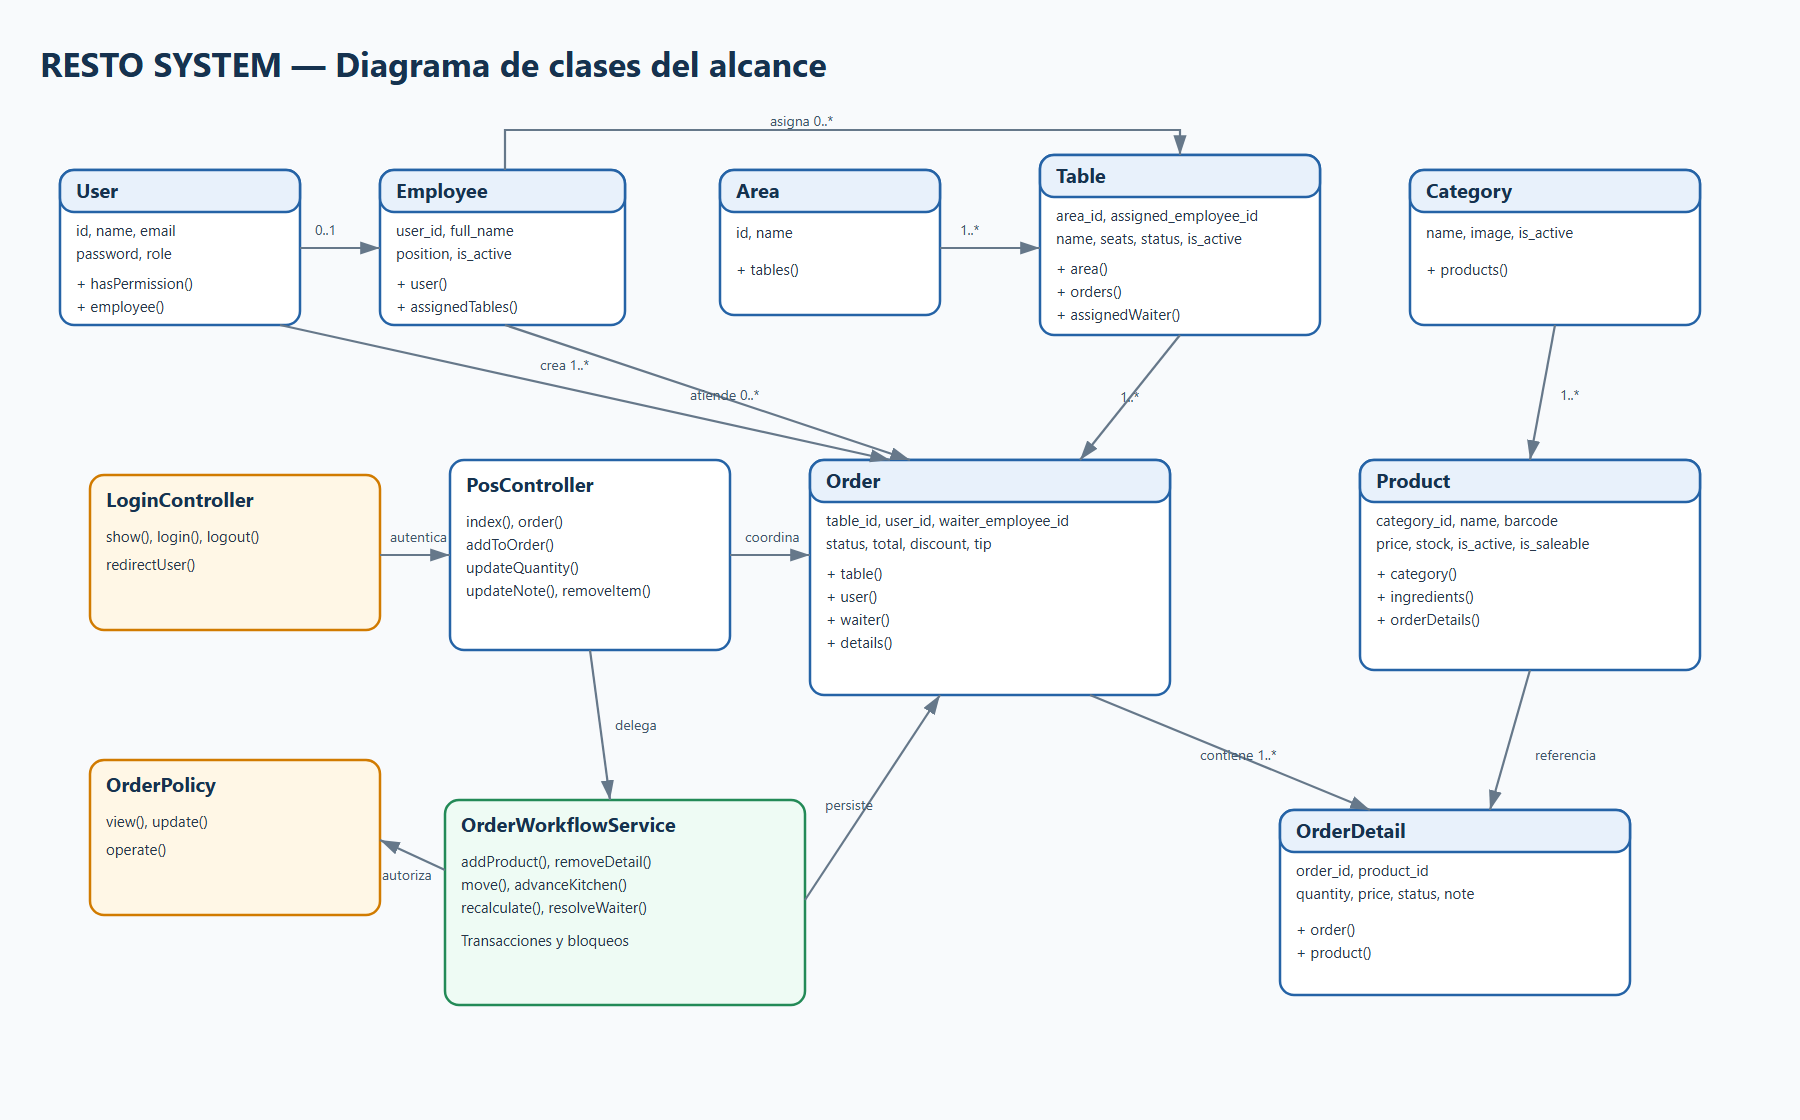 RESTO SYSTEM — Diagrama de clases del alcance
asigna 0..*
User
id, name, email
password, role
+ hasPermission()
+ employee()
0..1
Employee
user_id, full_name
position, is_active
+ user()
+ assignedTables()
Area
id, name
+ tables()
1..*
Table
area_id, assigned_employee_id
name, seats, status, is_active
+ area()
+ orders()
+ assignedWaiter()
Category
name, image, is_active
+ products()
crea 1..*
atiende 0..*
1..*
1..*
LoginController
show(), login(), logout()
redirectUser()
autentica
PosController
index(), order()
addToOrder()
updateQuantity()
updateNote(), removeItem()
coordina
Order
table_id, user_id, waiter_employee_id
status, total, discount, tip
+ table()
+ user()
+ waiter()
+ details()
Product
category_id, name, barcode
price, stock, is_active, is_saleable
+ category()
+ ingredients()
+ orderDetails()
delega
persiste
contiene 1..*
referencia
OrderPolicy
view(), update()
operate()
autoriza
OrderWorkflowService
addProduct(), removeDetail()
move(), advanceKitchen()
recalculate(), resolveWaiter()
Transacciones y bloqueos
OrderDetail
order_id, product_id
quantity, price, status, note
+ order()
+ product()